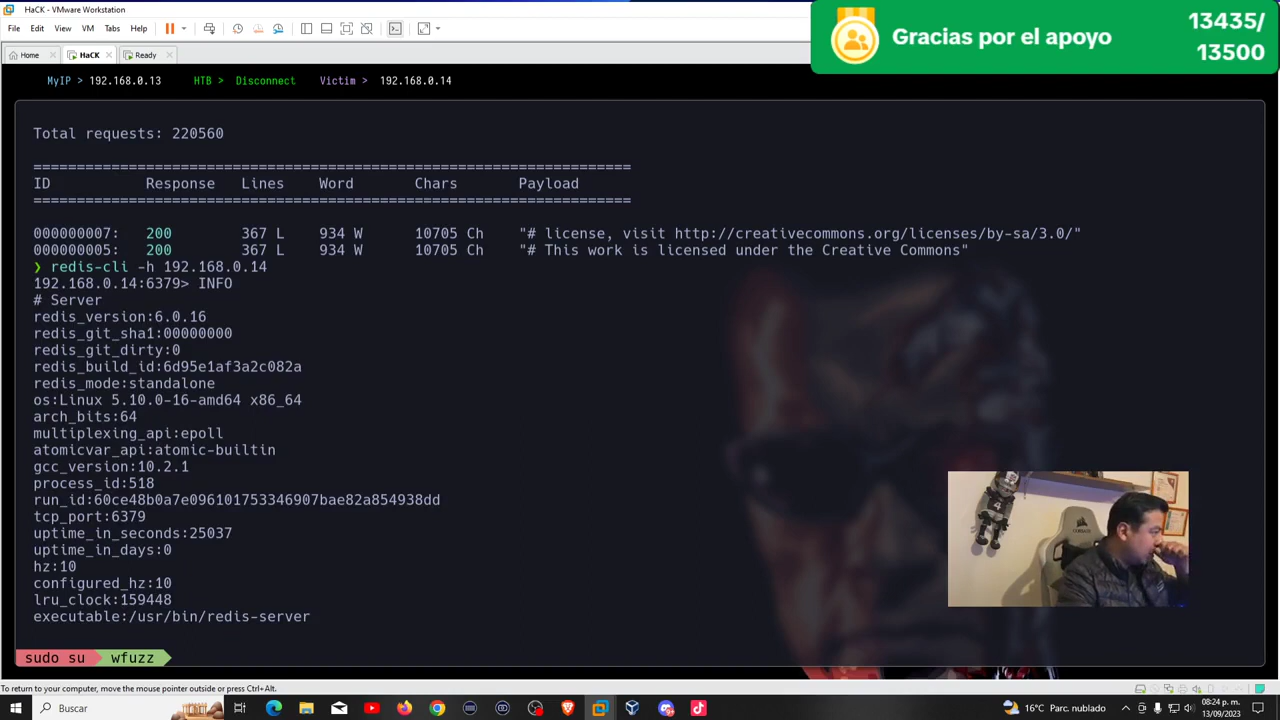 HaCK - VMware Workstation
File Edit View VM Tabs Help
Home HaCK Ready
Gracias por el apoyo
13435/
13500
MyIP > 192.168.0.13 HTB > Disconnect Victim > 192.168.0.14
Total requests: 220560
=====================================================================
ID Response Lines Word Chars Payload
=====================================================================
000000007: 200 367 L 934 W 10705 Ch "# license, visit http://creativecommons.org/licenses/by-sa/3.0/"
000000005: 200 367 L 934 W 10705 Ch "# This work is licensed under the Creative Commons"
❯ redis-cli -h 192.168.0.14
192.168.0.14:6379> INFO
# Server
redis_version:6.0.16
redis_git_sha1:00000000
redis_git_dirty:0
redis_build_id:6d95e1af3a2c082a
redis_mode:standalone
os:Linux 5.10.0-16-amd64 x86_64
arch_bits:64
multiplexing_api:epoll
atomicvar_api:atomic-builtin
gcc_version:10.2.1
process_id:518
run_id:60ce48b0a7e096101753346907bae82a854938dd
tcp_port:6379
uptime_in_seconds:25037
uptime_in_days:0
hz:10
configured_hz:10
lru_clock:159448
executable:/usr/bin/redis-server
sudo su wfuzz
To return to your computer, move the mouse pointer outside or press Ctrl+Alt.
Buscar
16°C Parc. nublado
08:24 p. m.
13/09/2023